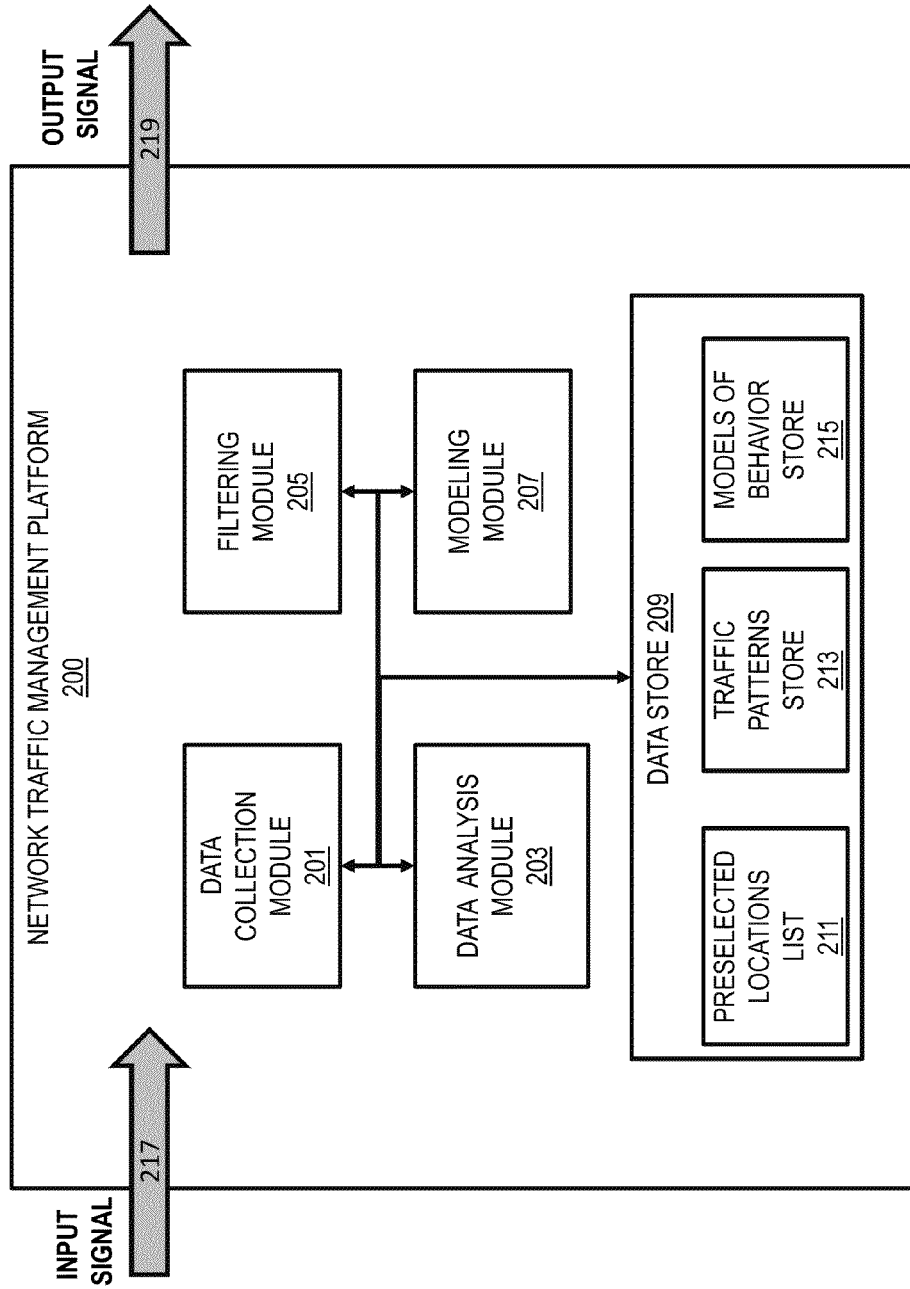 INPUT
SIGNAL
217
OUTPUT
SIGNAL
219
NETWORK TRAFFIC MANAGEMENT PLATFORM
200
DATA
COLLECTION
MODULE
201
FILTERING
MODULE
205
DATA ANALYSIS
MODULE
203
MODELING
MODULE
207
DATA STORE 209
PRESELECTED
LOCATIONS
LIST
211
TRAFFIC
PATTERNS
STORE
213
MODELS OF
BEHAVIOR
STORE
215